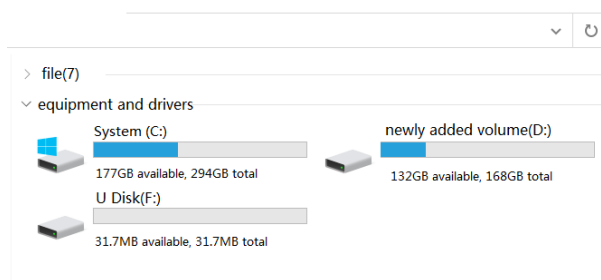 file(7)
equipment and drivers
System (C:)
177GB available, 294GB total
newly added volume(D:)
132GB available, 168GB total
U Disk(F:)
31.7MB available, 31.7MB total